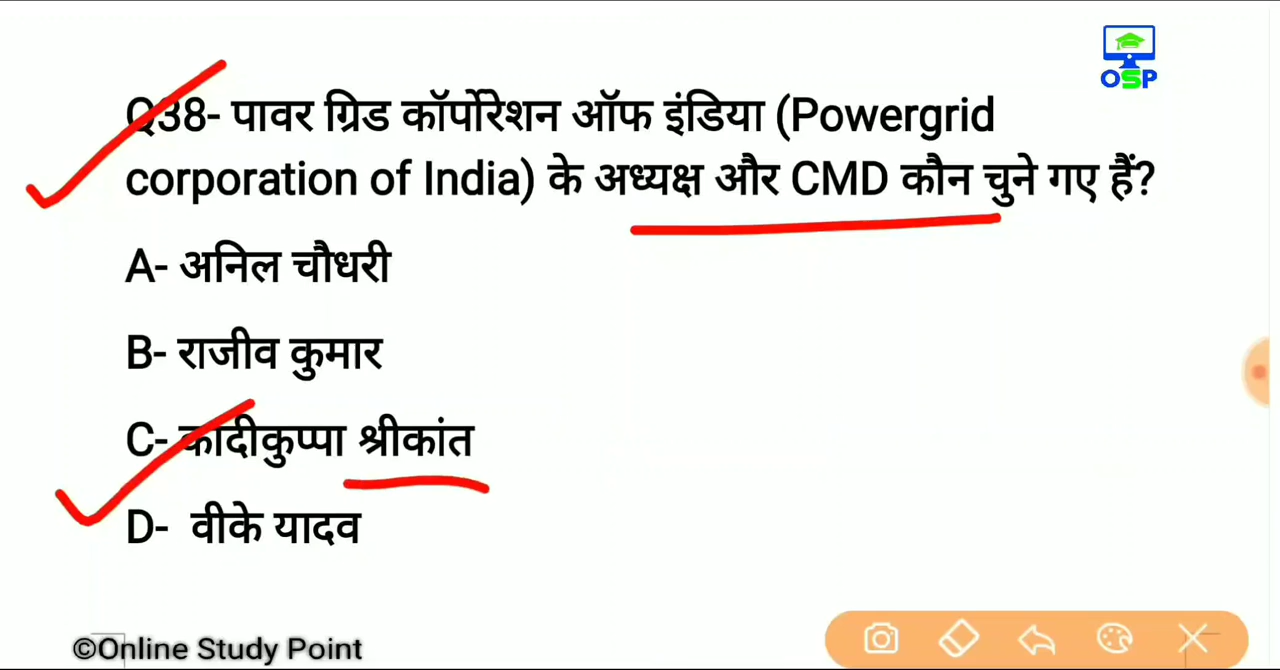 OSP
Q38- पावर ग्रिड कॉर्पोरेशन ऑफ इंडिया (Powergrid
corporation of India) के अध्यक्ष और CMD कौन चुने गए हैं?
A- अनिल चौधरी
B- राजीव कुमार
C- कादीकुप्पा श्रीकांत
D- वीके यादव
©Online Study Point